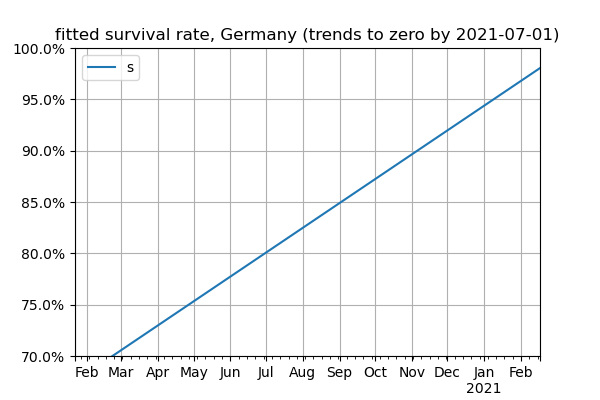 fitted survival rate, Germany (trends to zero by 2021-07-01)
s
100.0%
95.0%
90.0%
85.0%
80.0%
75.0%
70.0%
Feb Mar Apr May Jun Jul Aug Sep Oct Nov Dec Jan Feb
2021